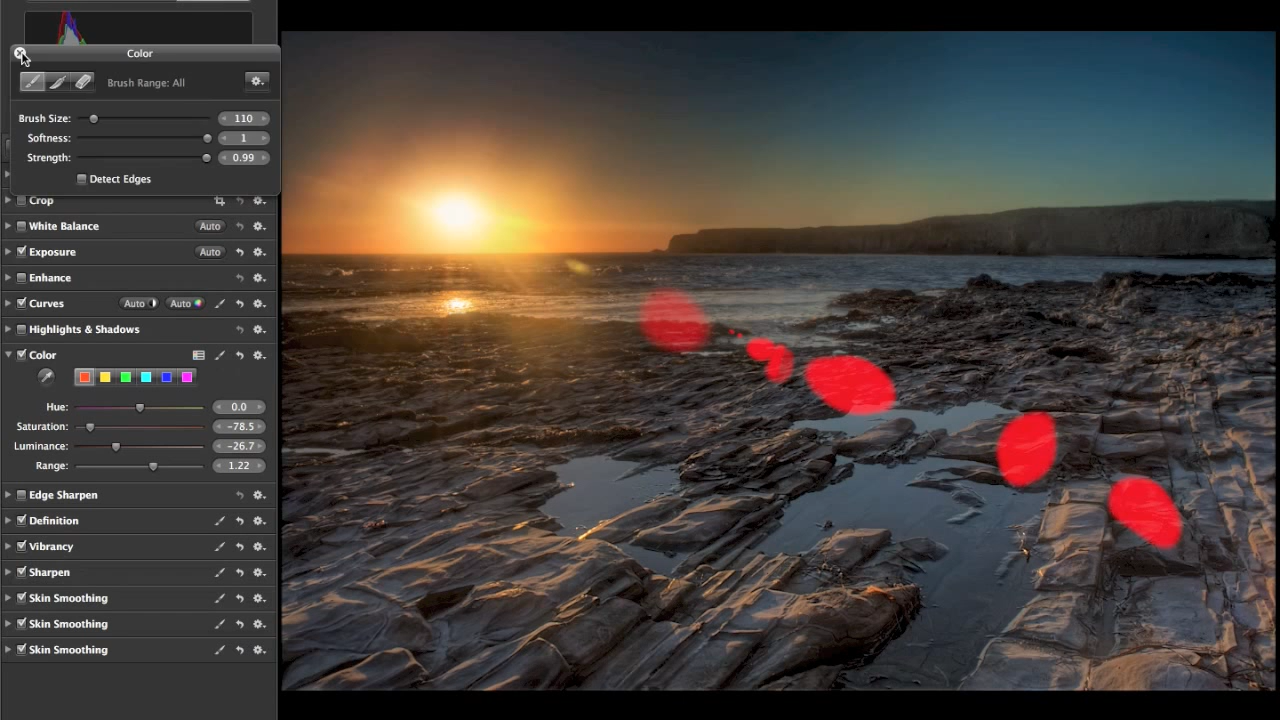 Color
Brush Range: All
Brush Size: 110
Softness: 1
Strength: 0.99
Detect Edges
Crop
White Balance Auto
Exposure Auto
Enhance
Curves Auto Auto
Highlights & Shadows
Color
Hue: 0.0
Saturation: -78.5
Luminance: -26.7
Range: 1.22
Edge Sharpen
Definition
Vibrancy
Sharpen
Skin Smoothing
Skin Smoothing
Skin Smoothing